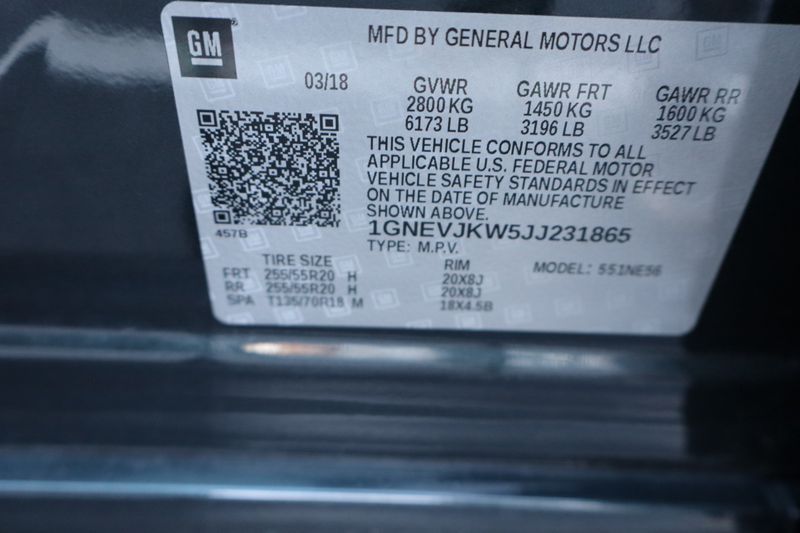 GM
MFD BY GENERAL MOTORS LLC
03/18
GVWR GAWR FRT GAWR RR
2800 KG 1450 KG 1600 KG
6173 LB 3196 LB 3527 LB
THIS VEHICLE CONFORMS TO ALL
APPLICABLE U.S. FEDERAL MOTOR
VEHICLE SAFETY STANDARDS IN EFFECT
ON THE DATE OF MANUFACTURE
SHOWN ABOVE.
457B
1GNEVJKW5JJ231865
TYPE: M.P.V.
TIRE SIZE RIM MODEL: 551NE56
FRT 255/55R20 H 20X8J
RR 255/55R20 H 20X8J
SPA T135/70R18 M 18X4.5B